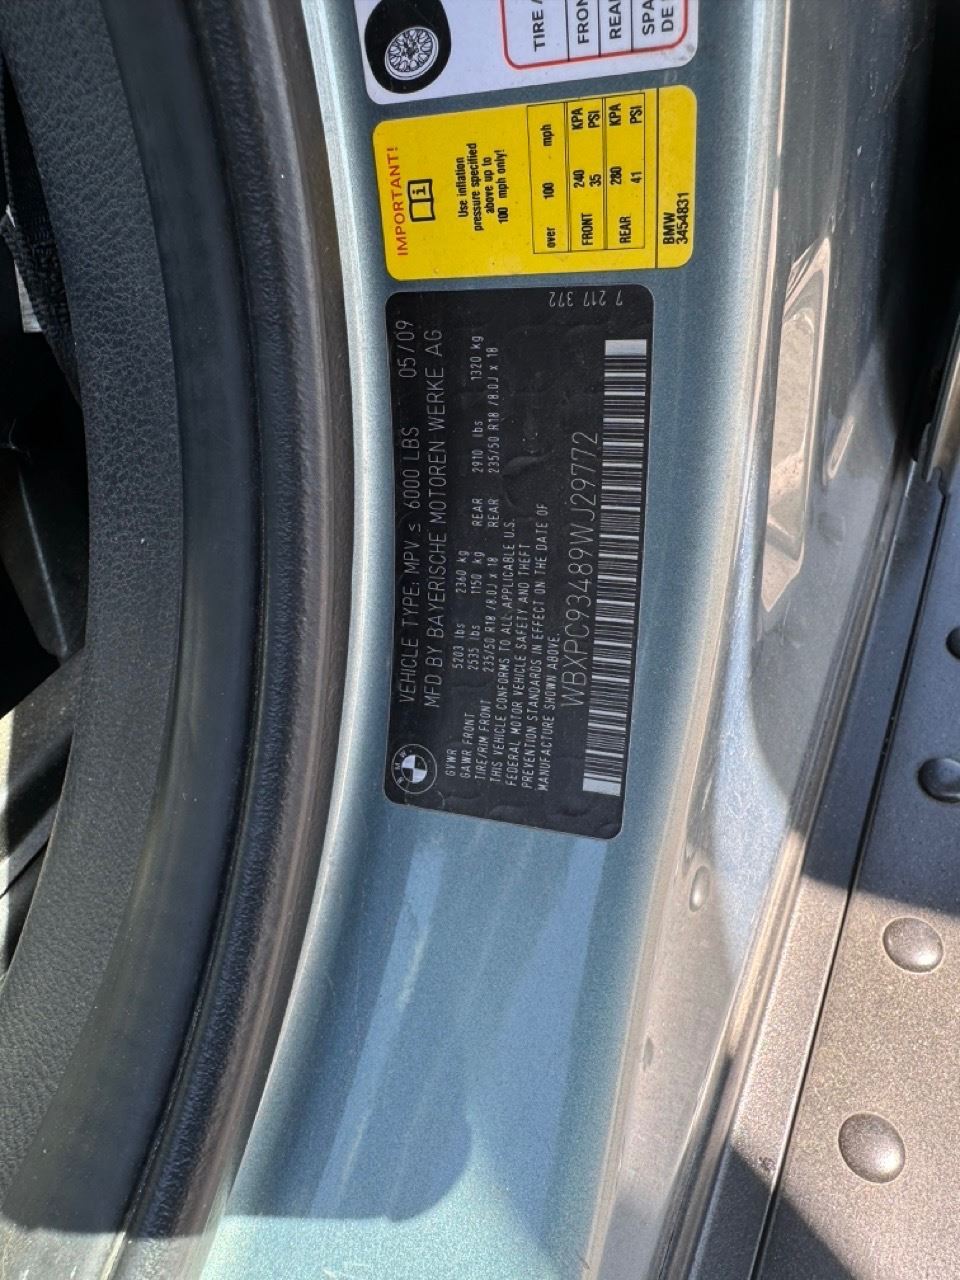 TIRE
FRON
REAR
SPA
DE
IMPORTANT!
Use inflation
pressure specified
above up to
100 mph only!
over 100 mph
FRONT 240 KPA
35 PSI
REAR 280 KPA
41 PSI
BMW
3454831
7 217 372
BMW
VEHICLE TYPE: MPV ≤ 6000 LBS 05/09
MFD BY BAYERISCHE MOTOREN WERKE AG
GVWR 5203 lbs 2360 kg
GAWR FRONT 2535 lbs 1150 kg REAR 2910 lbs 1320 kg
TIRE/RIM FRONT 235/50 R18 /8.0J x 18 REAR 235/50 R18 /8.0J x 18
THIS VEHICLE CONFORMS TO ALL APPLICABLE U.S.
FEDERAL MOTOR VEHICLE SAFETY AND THEFT
PREVENTION STANDARDS IN EFFECT ON THE DATE OF
MANUFACTURE SHOWN ABOVE.
WBXPC93489WJ29772